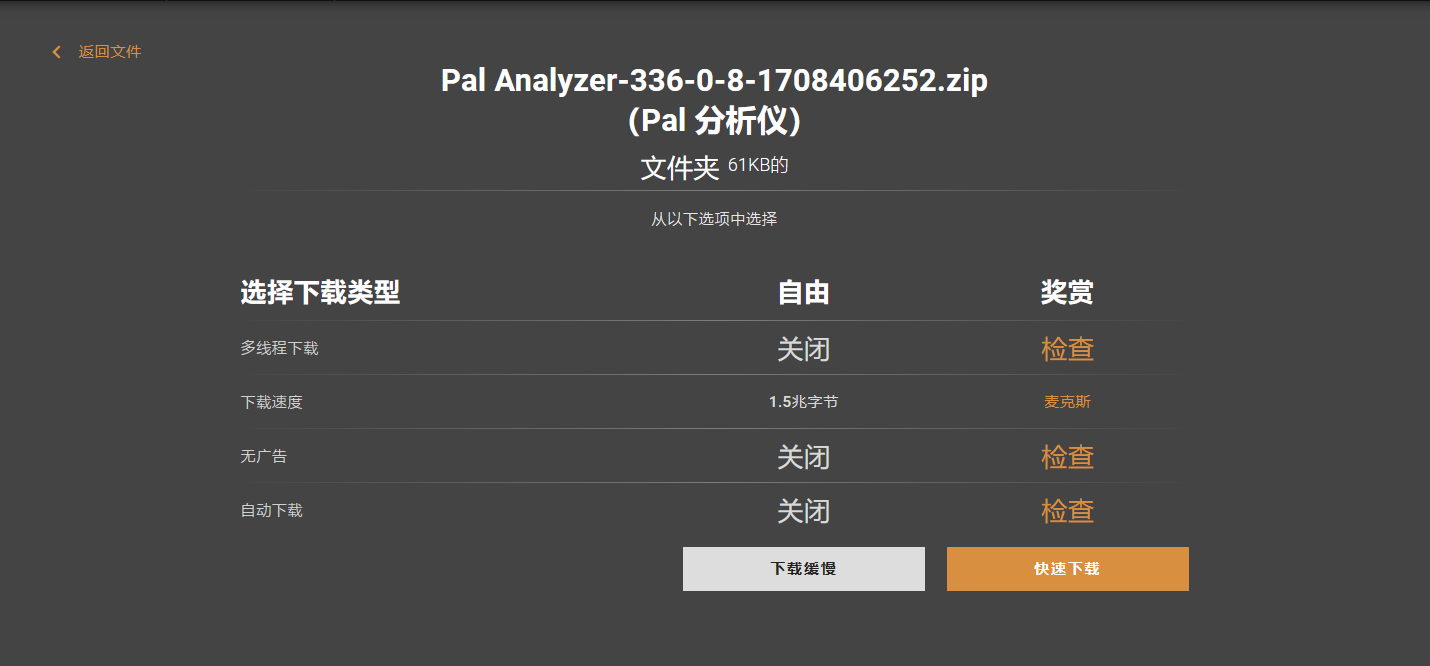 返回文件
Pal Analyzer-336-0-8-1708406252.zip
(Pal 分析仪)
文件夹 61KB的
从以下选项中选择
选择下载类型 自由 奖赏
多线程下载 关闭 检查
下载速度 1.5兆字节 麦克斯
无广告 关闭 检查
自动下载 关闭 检查
下载缓慢 快速下载